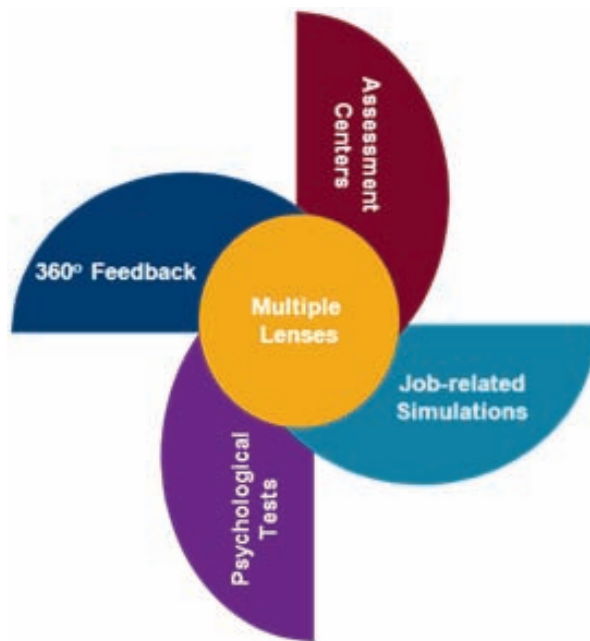 Assessment
Centers
360° Feedback
Multiple
Lenses
Job-related
Simulations
Psychological
Tests